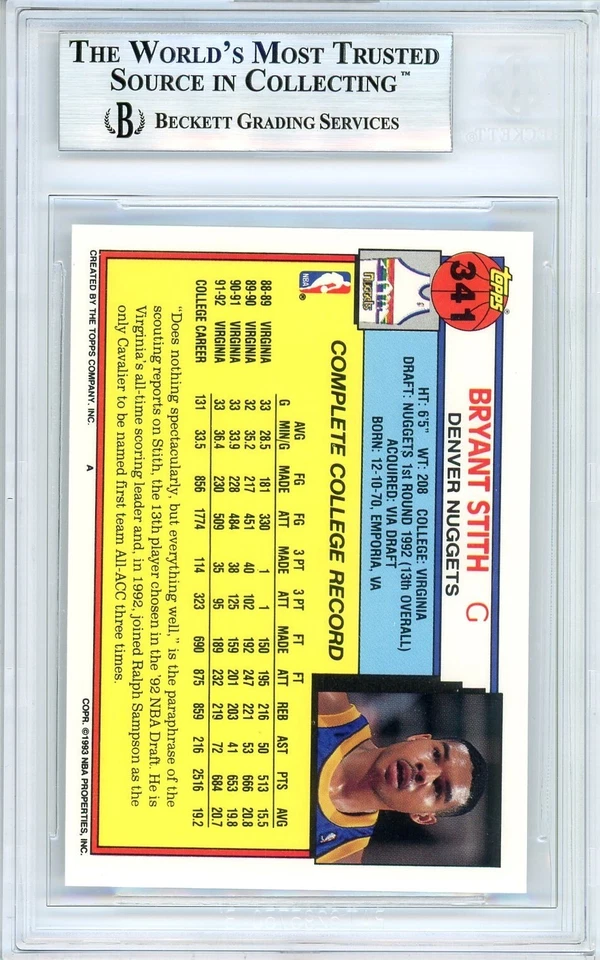 THE WORLD'S MOST TRUSTED
SOURCE IN COLLECTING™
B BECKETT GRADING SERVICES
topps®
341
BRYANT STITH G
DENVER NUGGETS
nuggets
HT: 6'5" WT: 208 COLLEGE: VIRGINIA
DRAFT: NUGGETS 1st ROUND 1992 (13th OVERALL)
ACQUIRED: VIA DRAFT
BORN: 12-10-70, EMPORIA, VA
NBA®
COMPLETE COLLEGE RECORD
AVG FG FG 3 PT 3 PT FT FT
G MIN/G MADE ATT MADE ATT MADE ATT REB AST PTS AVG
88-89 VIRGINIA 33 28.5 181 330 1 1 150 195 216 50 513 15.5
89-90 VIRGINIA 32 35.2 217 451 40 102 192 247 221 53 666 20.8
90-91 VIRGINIA 33 33.9 228 484 38 125 159 201 203 41 653 19.8
91-92 VIRGINIA 33 36.4 230 509 35 95 189 232 219 72 684 20.7
COLLEGE CAREER 131 33.5 856 1774 114 323 690 875 859 216 2516 19.2
"Does nothing spectacularly, but everything well," is the paraphrase of the
scouting reports on Stith, the 13th player chosen in the '92 NBA Draft. He is
Virginia's all-time scoring leader and, in 1992, joined Ralph Sampson as the
only Cavalier to be named first team All-ACC three times.
CREATED BY THE TOPPS COMPANY, INC. A COPR. ©1993 NBA PROPERTIES, INC.